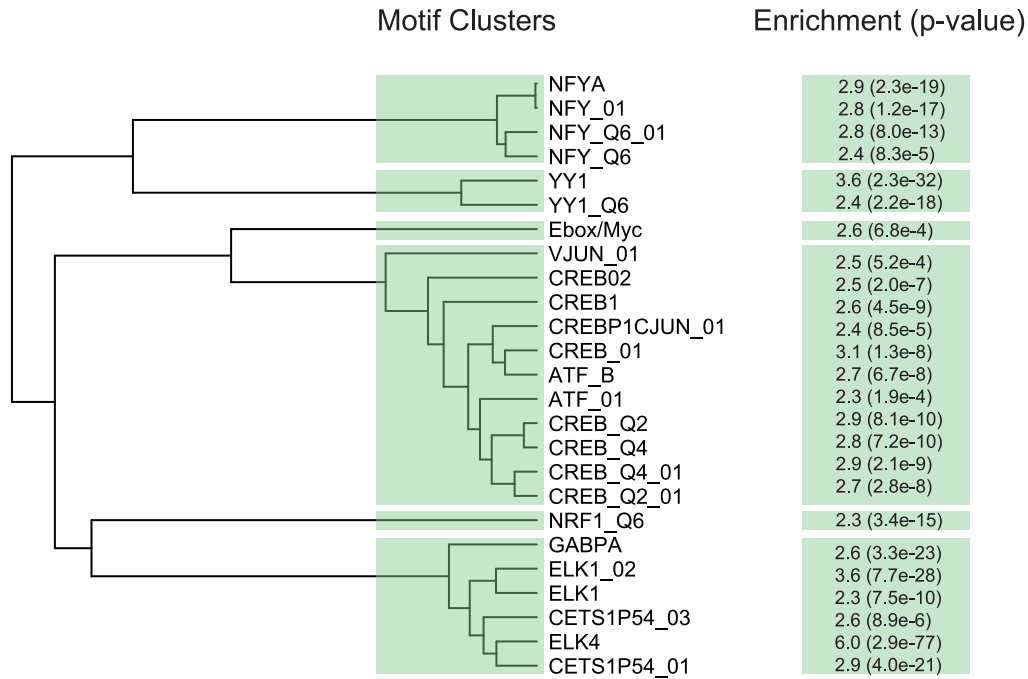 Motif Clusters Enrichment (p-value)
NFYA 2.9 (2.3e-19)
NFY_01 2.8 (1.2e-17)
NFY_Q6_01 2.8 (8.0e-13)
NFY_Q6 2.4 (8.3e-5)
YY1 3.6 (2.3e-32)
YY1_Q6 2.4 (2.2e-18)
Ebox/Myc 2.6 (6.8e-4)
VJUN_01 2.5 (5.2e-4)
CREB02 2.5 (2.0e-7)
CREB1 2.6 (4.5e-9)
CREBP1CJUN_01 2.4 (8.5e-5)
CREB_01 3.1 (1.3e-8)
ATF_B 2.7 (6.7e-8)
ATF_01 2.3 (1.9e-4)
CREB_Q2 2.9 (8.1e-10)
CREB_Q4 2.8 (7.2e-10)
CREB_Q4_01 2.9 (2.1e-9)
CREB_Q2_01 2.7 (2.8e-8)
NRF1_Q6 2.3 (3.4e-15)
GABPA 2.6 (3.3e-23)
ELK1_02 3.6 (7.7e-28)
ELK1 2.3 (7.5e-10)
CETS1P54_03 2.6 (8.9e-6)
ELK4 6.0 (2.9e-77)
CETS1P54_01 2.9 (4.0e-21)